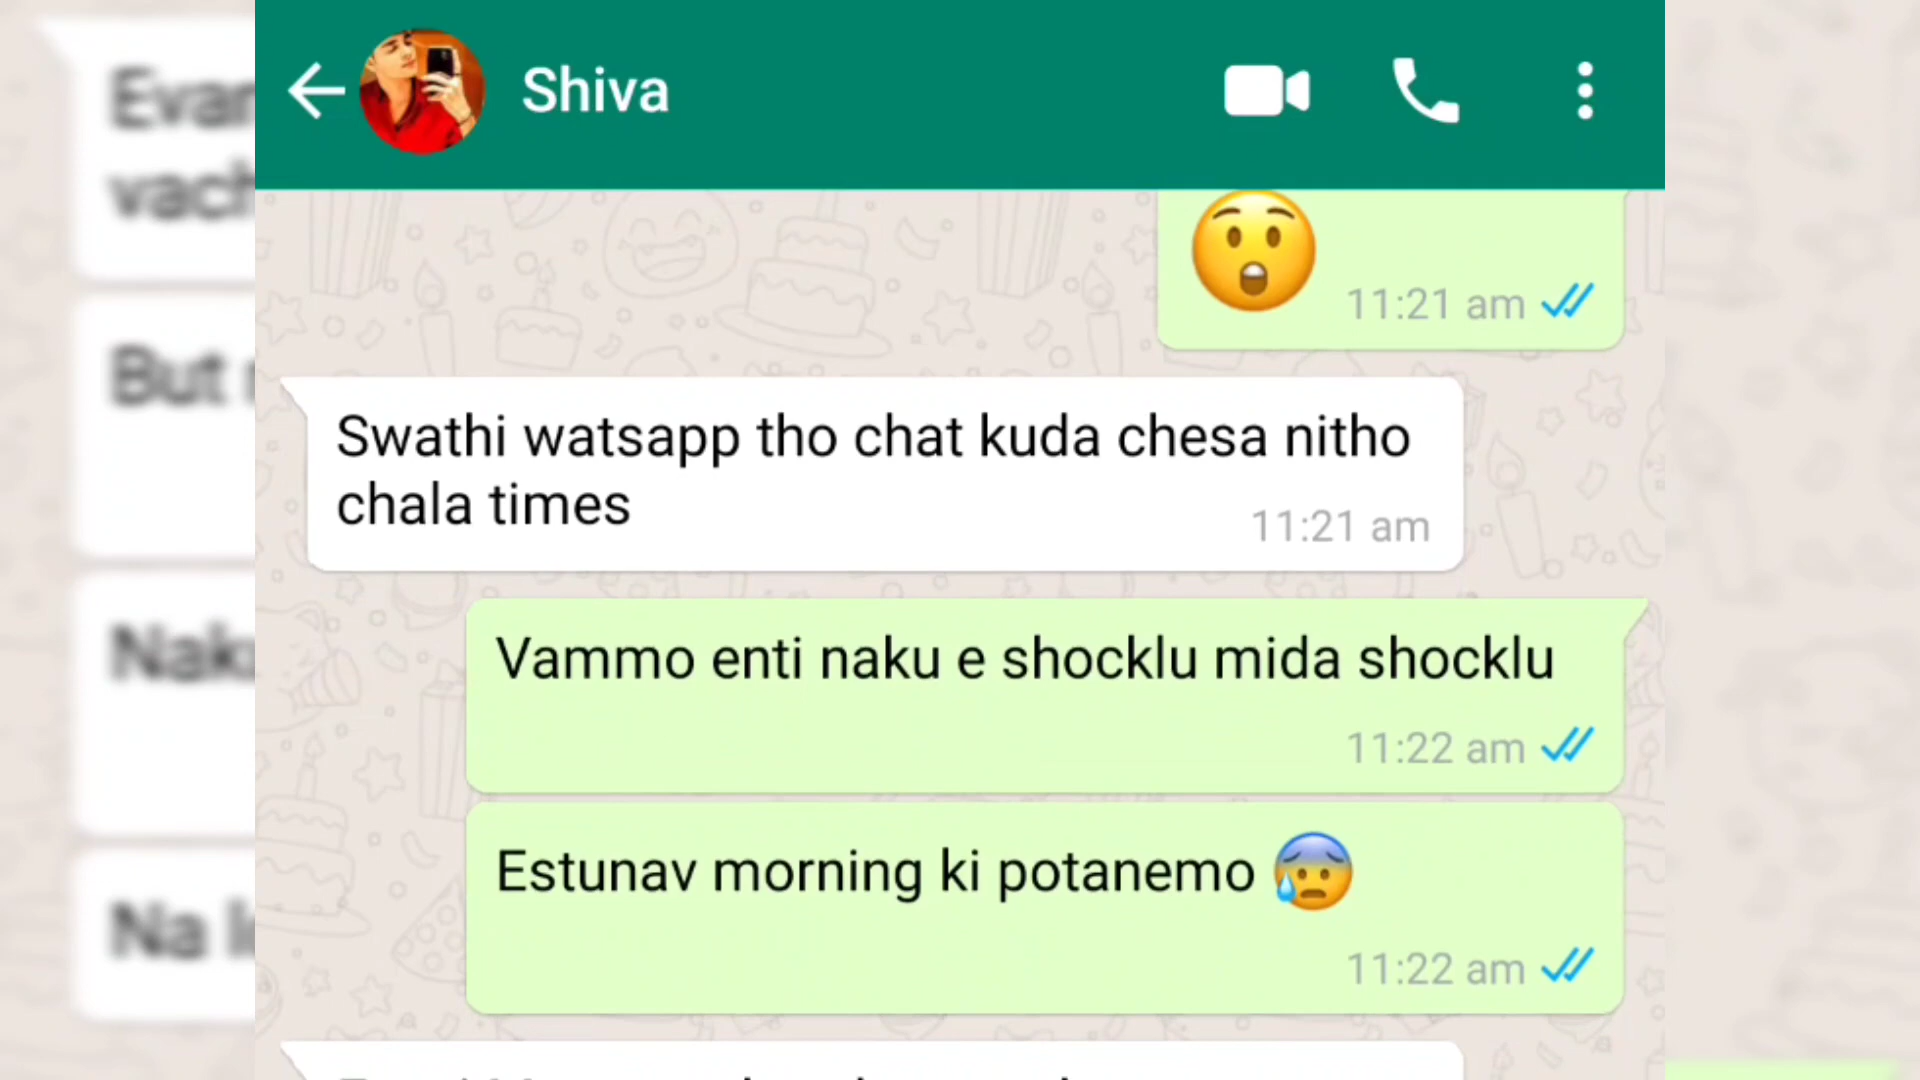 Shiva
11:21 am
Swathi watsapp tho chat kuda chesa nitho
chala times
11:21 am
Vammo enti naku e shocklu mida shocklu
11:22 am
Estunav morning ki potanemo 😰
11:22 am
Evan
vach
But
Nak
Na